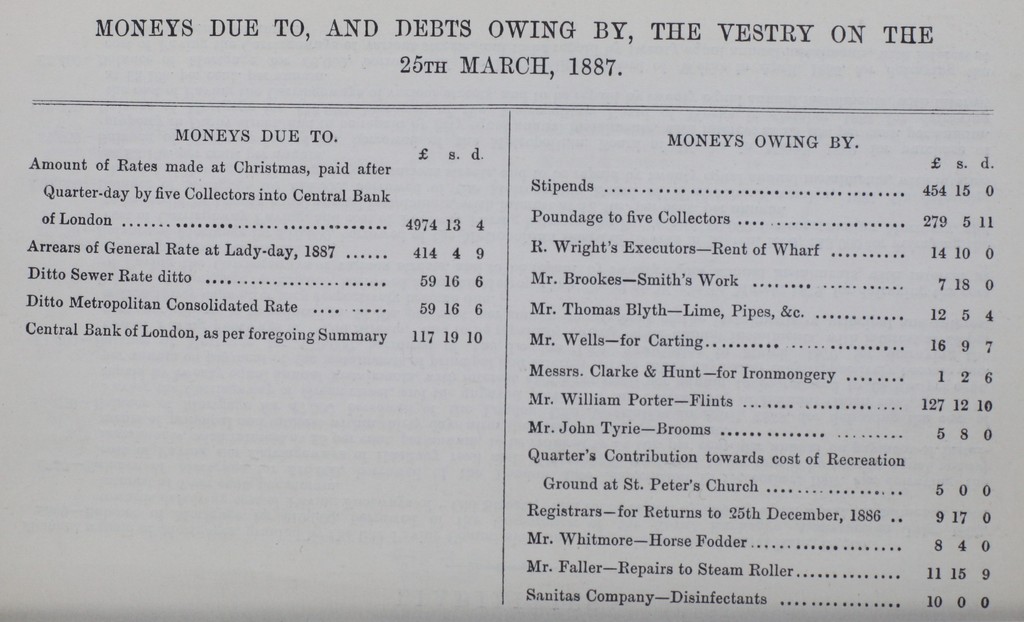 MONEYS DUE TO, AND DEBTS OWING BY, THE VESTRY ON THE
25TH MARCH, 1887.
MONEYS DUE TO.
£ s. d.
Amount of Rates made at Christmas, paid after
Quarter-day by five Collectors into Central Bank
of London .................................... 4974 13 4
Arrears of General Rate at Lady-day, 1887 ...... 414 4 9
Ditto Sewer Rate ditto ........................ 59 16 6
Ditto Metropolitan Consolidated Rate .... ..... 59 16 6
Central Bank of London, as per foregoing Summary 117 19 10
MONEYS OWING BY.
£ s. d.
Stipends ........................................ 454 15 0
Poundage to five Collectors ...................... 279 5 11
R. Wright's Executors—Rent of Wharf .......... 14 10 0
Mr. Brookes—Smith's Work ........ ........... 7 18 0
Mr. Thomas Blyth—Lime, Pipes, &c. ............ 12 5 4
Mr. Wells—for Carting.......... ................ 16 9 7
Messrs. Clarke & Hunt—for Ironmongery ........ 1 2 6
Mr. William Porter—Flints ....... .............. 127 12 10
Mr. John Tyrie—Brooms .............. ......... 5 8 0
Quarter's Contribution towards cost of Recreation
Ground at St. Peter's Church .................. 5 0 0
Registrars—for Returns to 25th December, 1886 .. 9 17 0
Mr. Whitmore—Horse Fodder.................... 8 4 0
Mr. Faller—Repairs to Steam Roller.............. 11 15 9
Sanitas Company—Disinfectants ................ 10 0 0